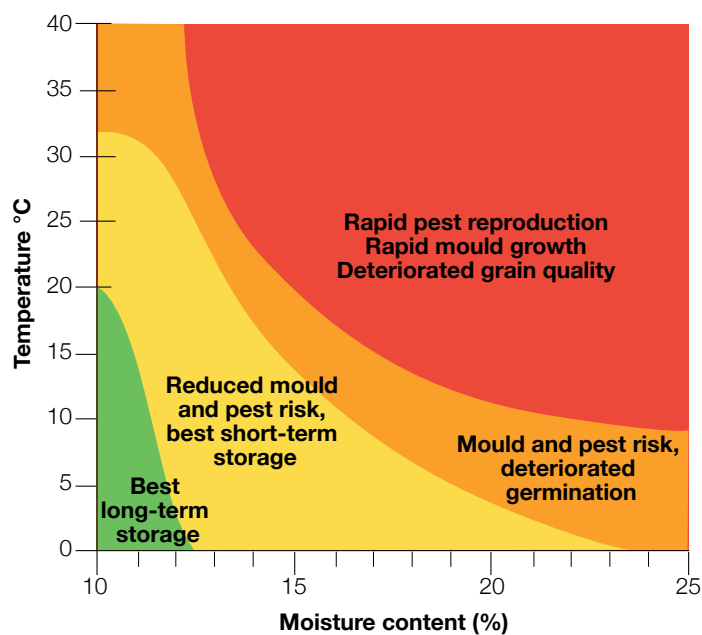 40
35
30
25
20
15
10
5
0
Temperature °C
Rapid pest reproduction
Rapid mould growth
Deteriorated grain quality
Reduced mould
and pest risk,
best short-term
storage
Mould and pest risk,
deteriorated
germination
Best
long-term
storage
10
15
20
25
Moisture content (%)